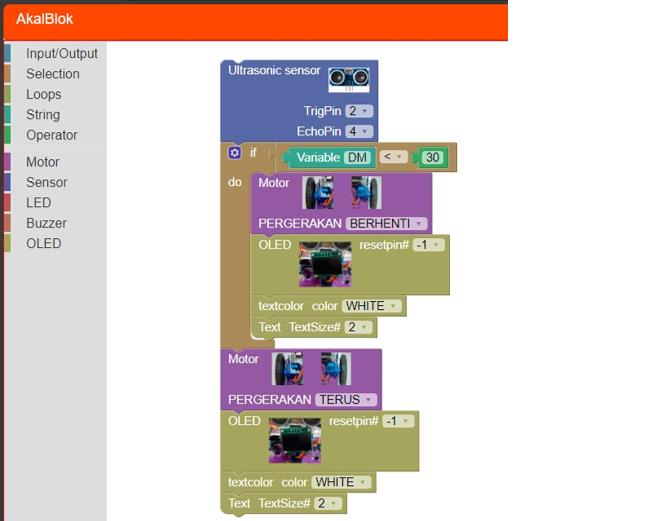 AkalBlok
Input/Output
Selection
Loops
String
Operator
Motor
Sensor
LED
Buzzer
OLED
Ultrasonic sensor
TrigPin 2
EchoPin 4
if Variable DM < 30
do Motor
PERGERAKAN BERHENTI
OLED resetpin# -1
textcolor color WHITE
Text TextSize# 2
Motor
PERGERAKAN TERUS
OLED resetpin# -1
textcolor color WHITE
Text TextSize# 2